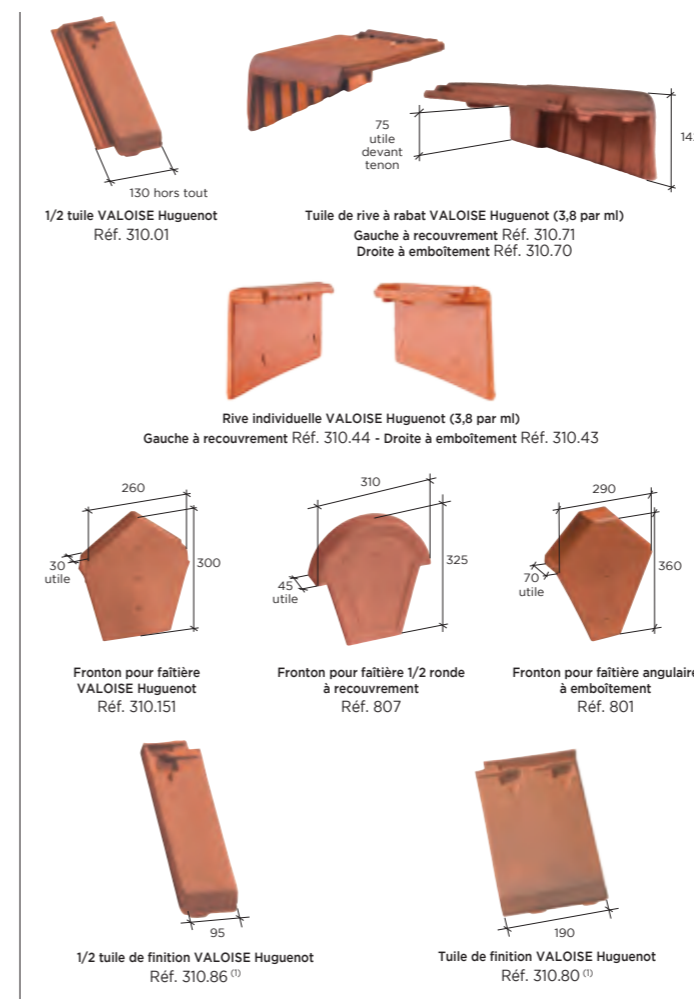 130 hors tout
75
utile
devant
tenon
1/2 tuile VALOISE Huguenot
Réf. 310.01
Tuile de rive à rabat VALOISE Huguenot (3,8 par ml)
Gauche à recouvrement Réf. 310.71
Droite à emboîtement Réf. 310.70
Rive individuelle VALOISE Huguenot (3,8 par ml)
Gauche à recouvrement Réf. 310.44 - Droite à emboîtement Réf. 310.43
260
30
utile
300
310
45
utile
325
290
70
utile
360
Fronton pour faîtière
VALOISE Huguenot
Réf. 310.151
Fronton pour faîtière 1/2 ronde
à recouvrement
Réf. 807
Fronton pour faîtière angulaire
à emboîtement
Réf. 801
95
190
1/2 tuile de finition VALOISE Huguenot
Réf. 310.86 (1)
Tuile de finition VALOISE Huguenot
Réf. 310.80 (1)